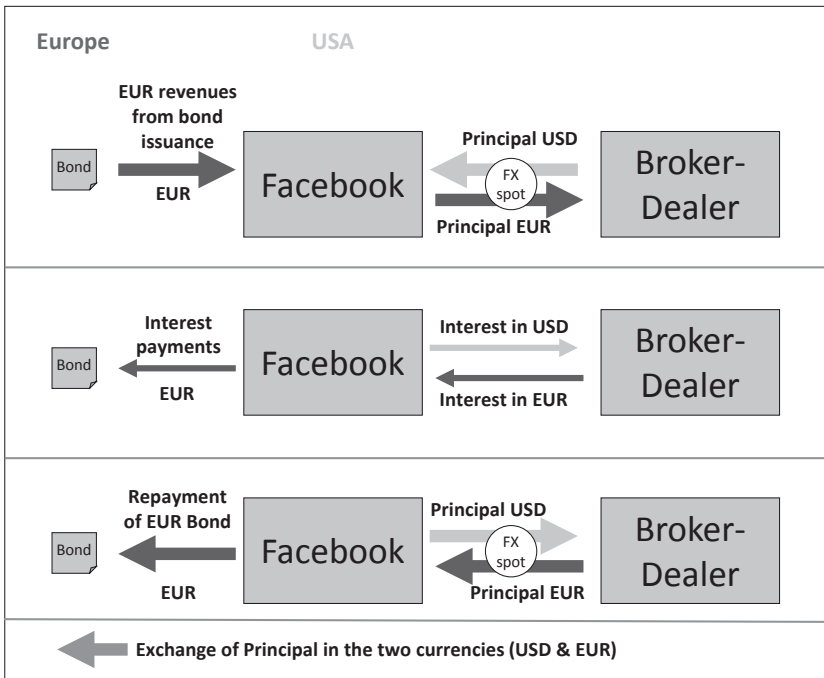 Europe
USA
EUR revenues
from bond
issuance
Bond
EUR
Facebook
Principal USD
FX
spot
Principal EUR
Broker-
Dealer
Interest
payments
Bond
EUR
Facebook
Interest in USD
Interest in EUR
Broker-
Dealer
Repayment
of EUR Bond
Bond
EUR
Facebook
Principal USD
FX
spot
Principal EUR
Broker-
Dealer
Exchange of Principal in the two currencies (USD & EUR)